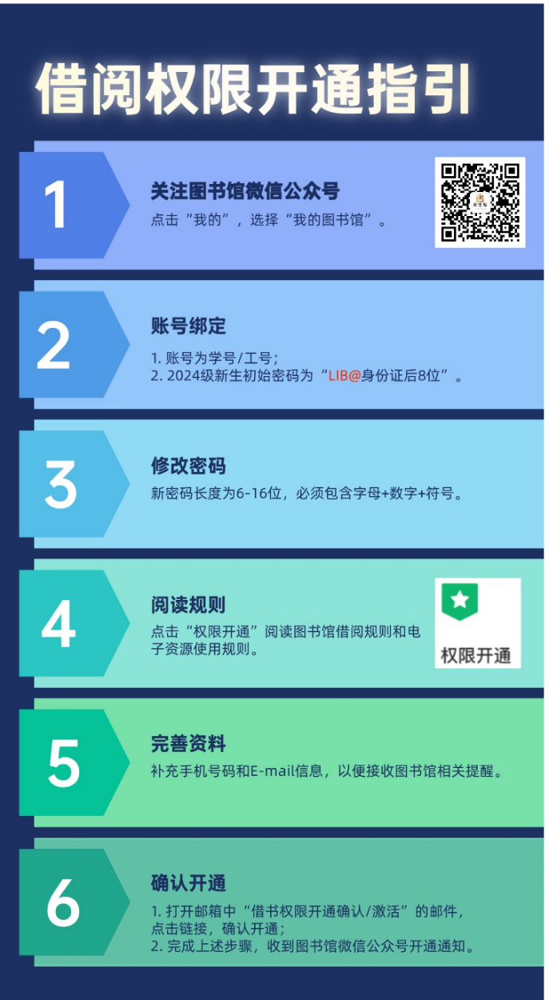 借阅权限开通指引
1
关注图书馆微信公众号
点击“我的”，选择“我的图书馆”。
2
账号绑定
1. 账号为学号/工号；
2. 2024级新生初始密码为“LIB@身份证后8位”。
3
修改密码
新密码长度为6-16位，必须包含字母+数字+符号。
4
阅读规则
点击“权限开通”阅读图书馆借阅规则和电
子资源使用规则。
权限开通
5
完善资料
补充手机号码和E-mail信息，以便接收图书馆相关提醒。
6
确认开通
1. 打开邮箱中“借书权限开通确认/激活”的邮件，
点击链接，确认开通；
2. 完成上述步骤，收到图书馆微信公众号开通通知。